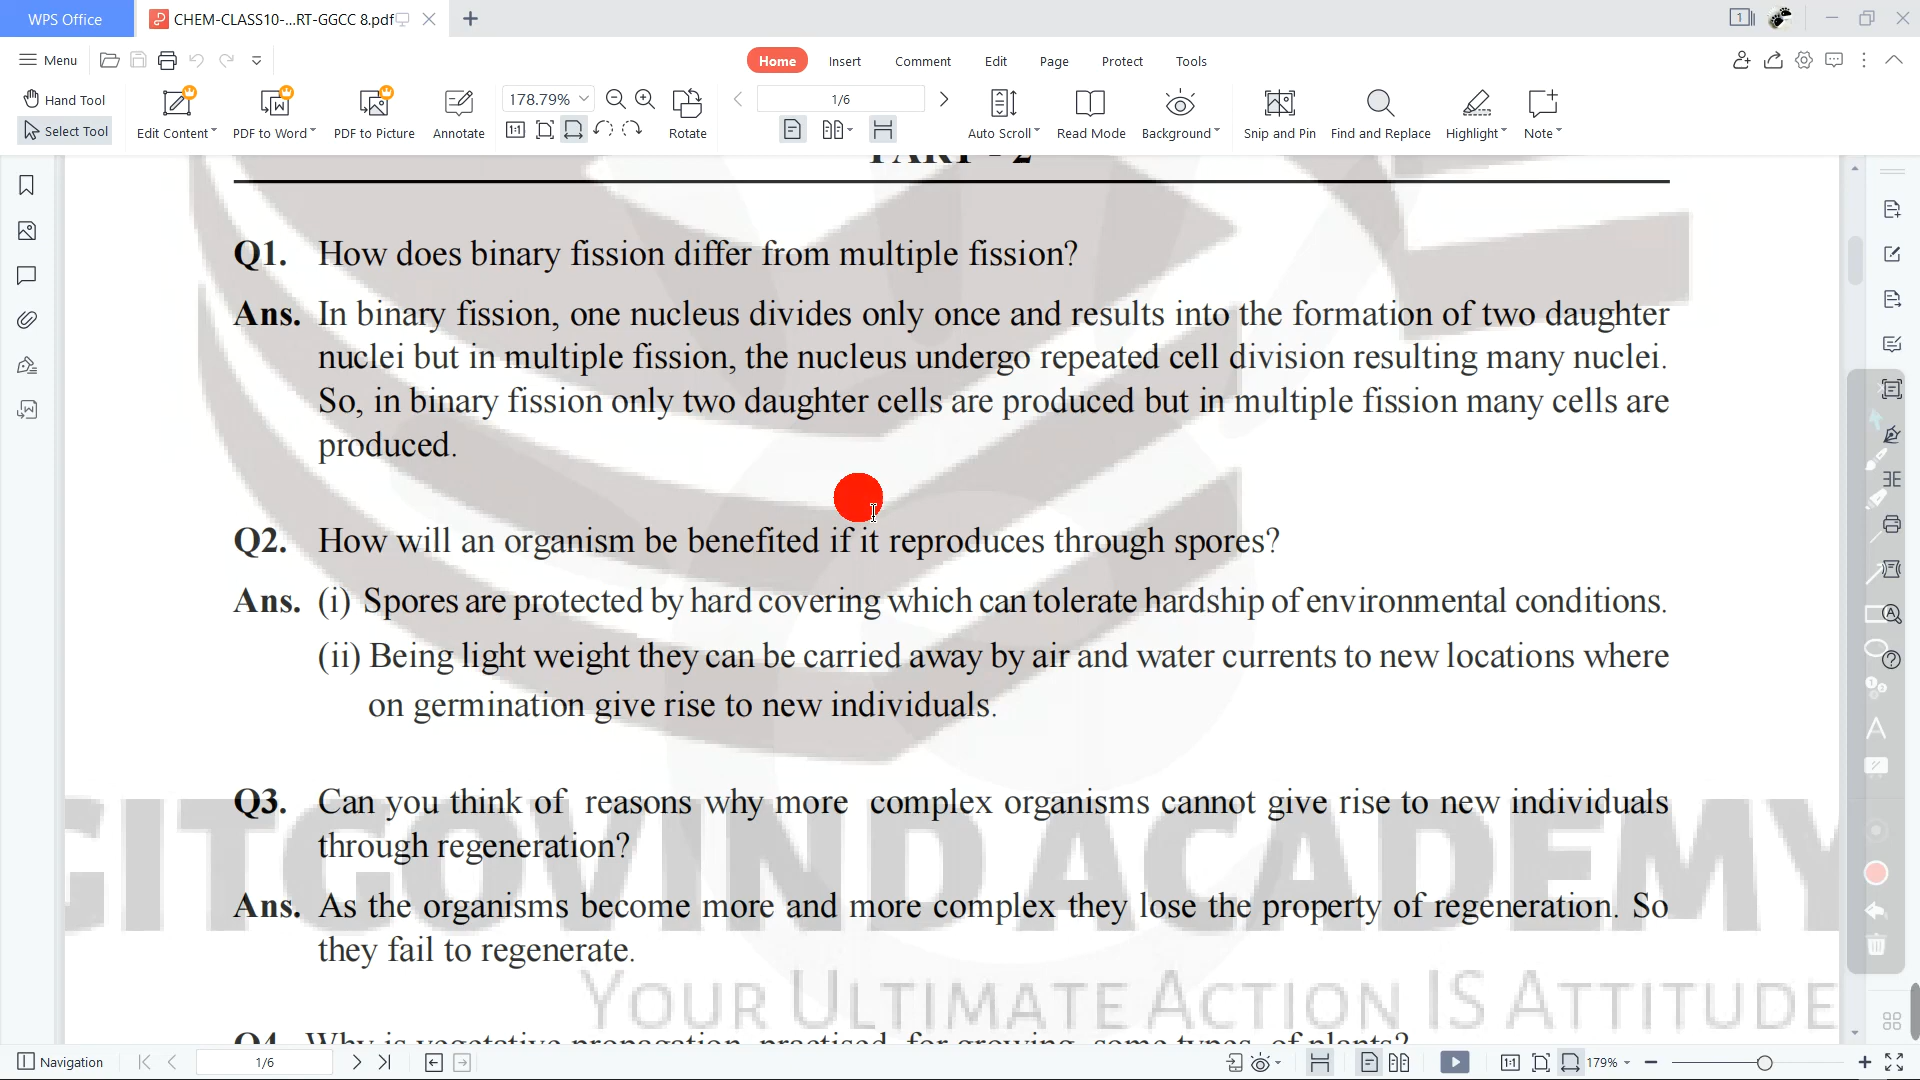 WPS Office
CHEM-CLASS10-...RT-GGCC 8.pdf
Menu
Home Insert Comment Edit Page Protect Tools
Hand Tool
Select Tool
Edit Content PDF to Word PDF to Picture Annotate
178.79%
Rotate
1/6
Auto Scroll Read Mode Background Snip and Pin Find and Replace Highlight Note
PART - 2
Q1. How does binary fission differ from multiple fission?
Ans. In binary fission, one nucleus divides only once and results into the formation of two daughter
nuclei but in multiple fission, the nucleus undergo repeated cell division resulting many nuclei.
So, in binary fission only two daughter cells are produced but in multiple fission many cells are
produced.
Q2. How will an organism be benefited if it reproduces through spores?
Ans. (i) Spores are protected by hard covering which can tolerate hardship of environmental conditions.
(ii) Being light weight they can be carried away by air and water currents to new locations where
on germination give rise to new individuals.
Q3. Can you think of reasons why more complex organisms cannot give rise to new individuals
through regeneration?
Ans. As the organisms become more and more complex they lose the property of regeneration. So
they fail to regenerate.
GITGOVIND ACADEMY
YOUR ULTIMATE ACTION IS ATTITUDE
Q4. Why is vegetative propagation practised for growing some types of plants?
Navigation
1/6
179%